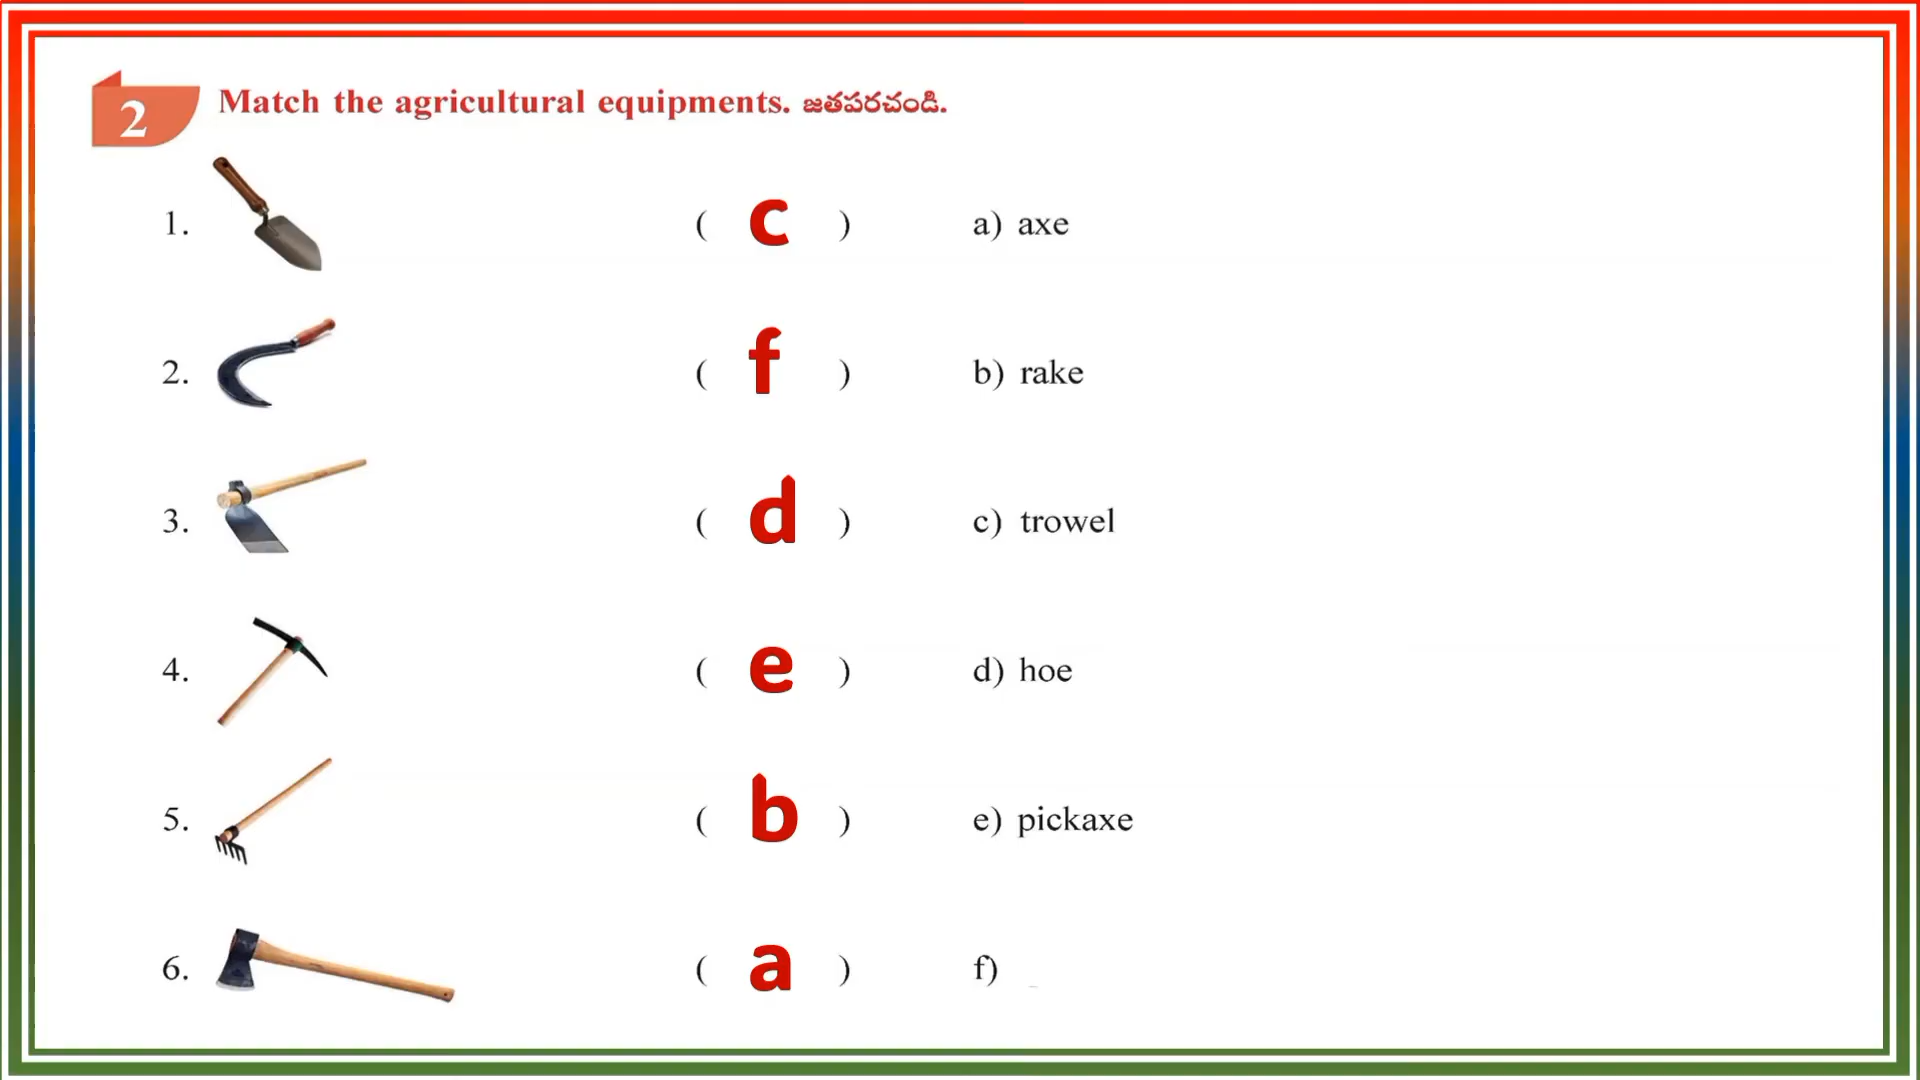 2 Match the agricultural equipments. జతపరచండి.
1. ( c ) a) axe
2. ( f ) b) rake
3. ( d ) c) trowel
4. ( e ) d) hoe
5. ( b ) e) pickaxe
6. ( a ) f)